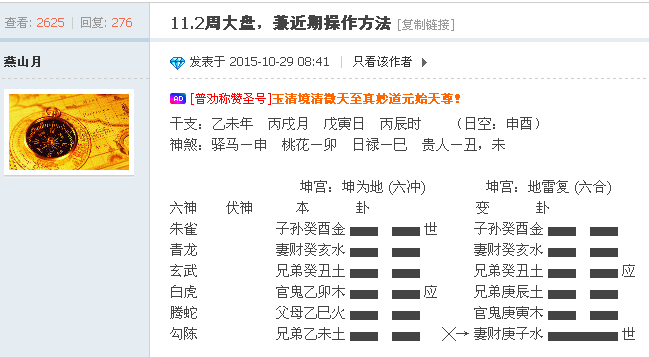 查看: 2625 | 回复: 276
11.2周大盘，兼近期操作方法 [复制链接]
燕山月
发表于 2015-10-29 08:41 | 只看该作者
AD [普劝称赞圣号]玉清境清微天至真妙道元始天尊!
干支：乙未年 丙戌月 戊寅日 丙辰时 （日空：申酉）
神煞：驿马—申 桃花—卯 日禄—巳 贵人—丑，未
坤宫：坤为地 (六冲) 坤宫：地雷复 (六合)
六神 伏神 本 卦 变 卦
朱雀 子孙癸酉金 世 子孙癸酉金
青龙 妻财癸亥水 妻财癸亥水
玄武 兄弟癸丑土 兄弟癸丑土 应
白虎 官鬼乙卯木 应 兄弟庚辰土
腾蛇 父母乙巳火 官鬼庚寅木
勾陈 兄弟乙未土 ╳→ 妻财庚子水 世